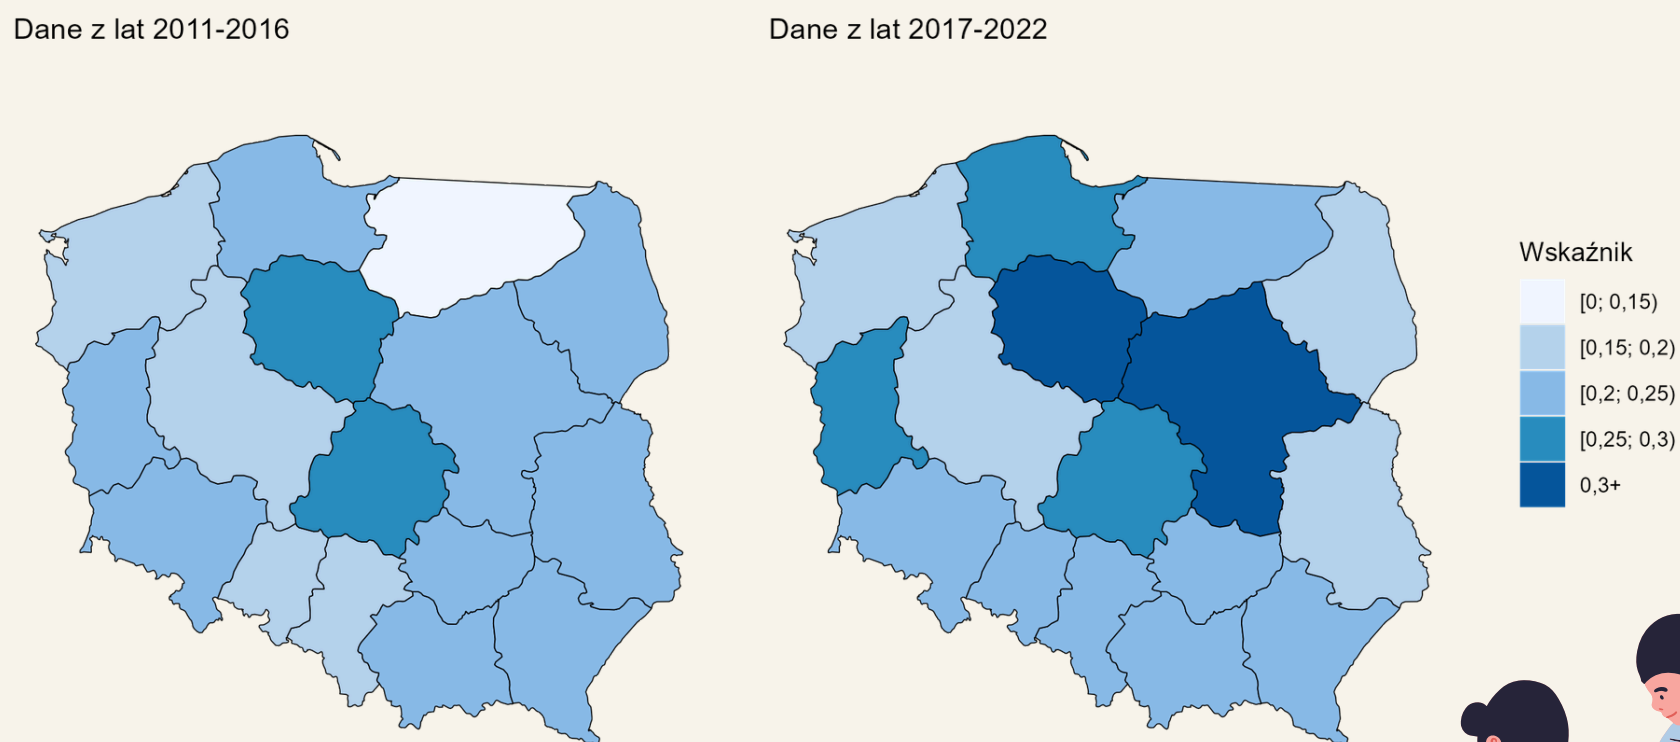 Dane z lat 2011-2016
Dane z lat 2017-2022
Wskaźnik
[0; 0,15)
[0,15; 0,2)
[0,2; 0,25)
[0,25; 0,3)
0,3+